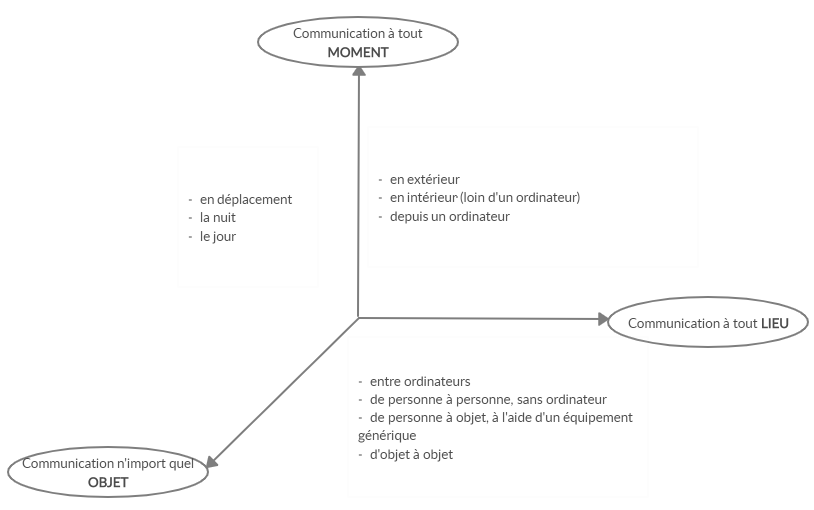 Communication à tout
MOMENT
- en extérieur
- en intérieur (loin d'un ordinateur)
- depuis un ordinateur
- en déplacement
- la nuit
- le jour
Communication à tout LIEU
- entre ordinateurs
- de personne à personne, sans ordinateur
- de personne à objet, à l'aide d'un équipement
générique
- d'objet à objet
Communication n'import quel
OBJET